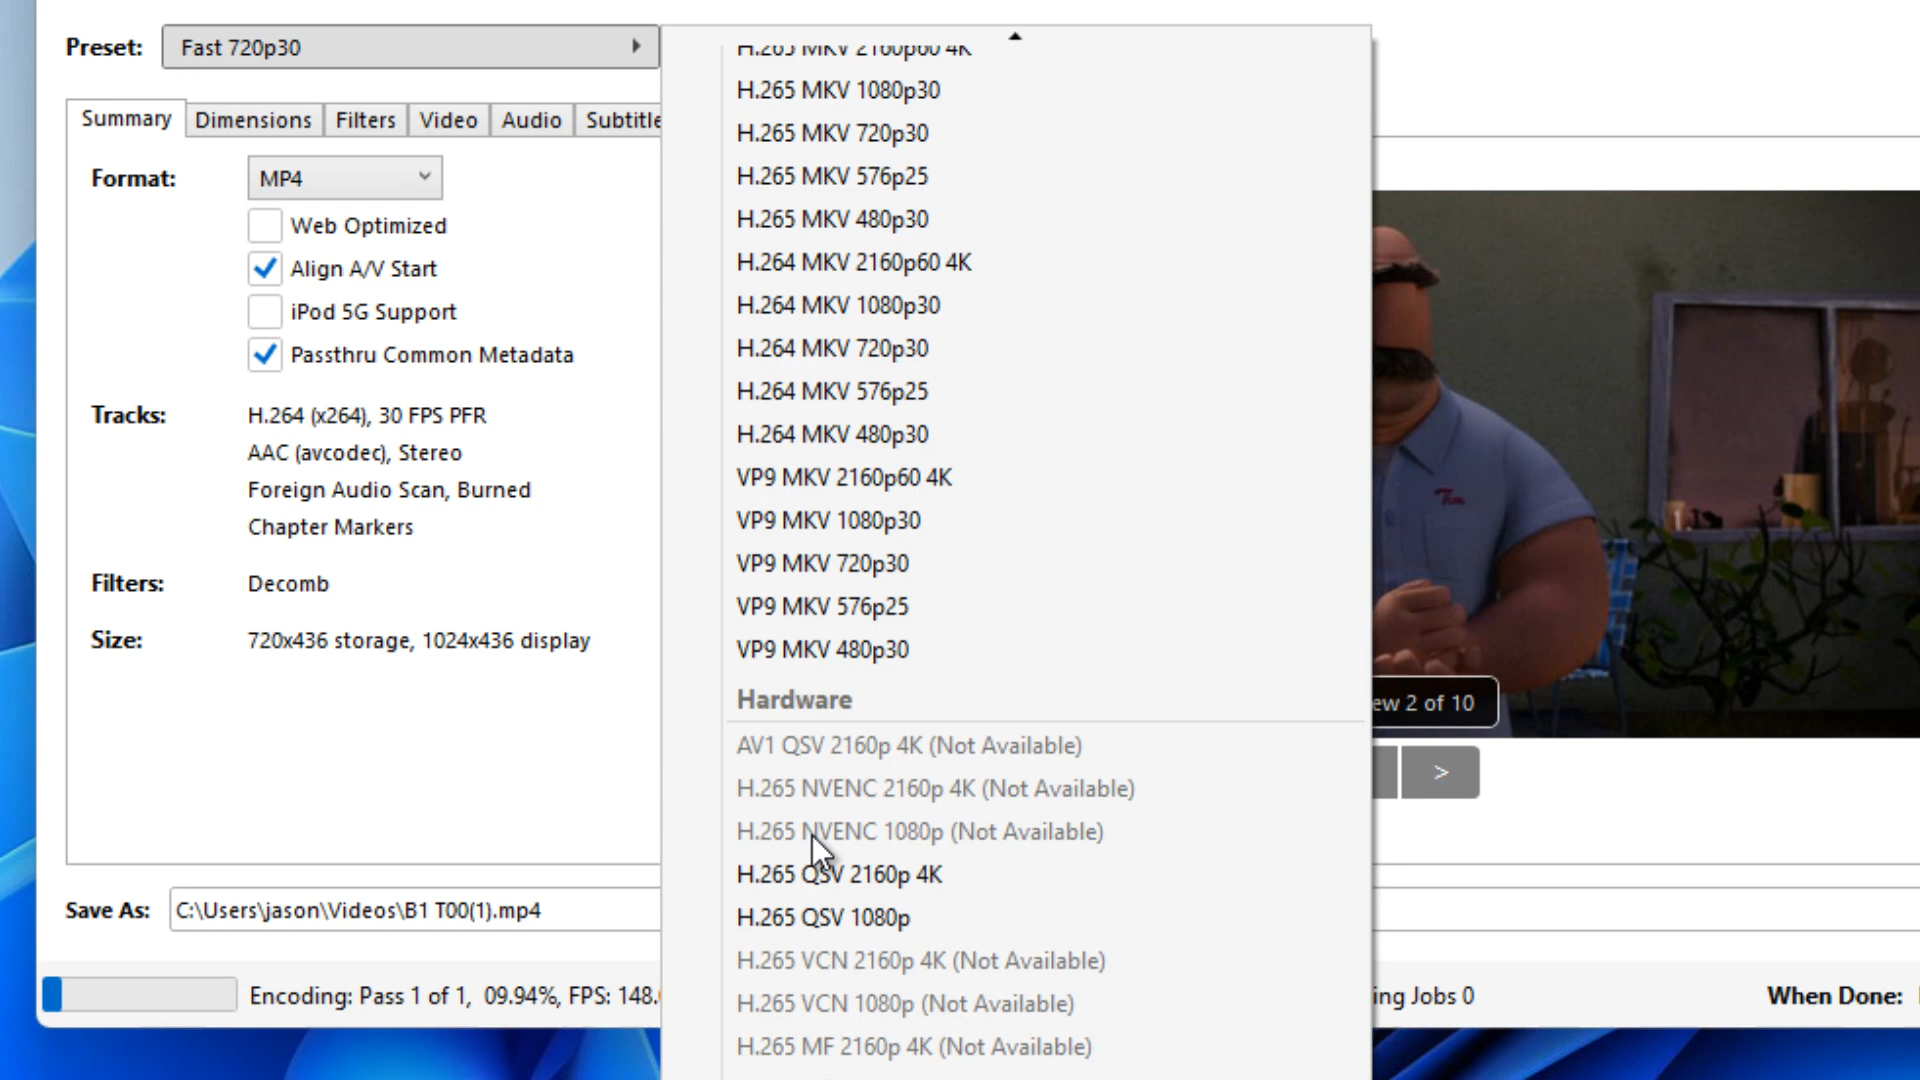 Preset:
Fast 720p30
Summary
Dimensions
Filters
Video
Audio
Subtitle
Format:
MP4
Web Optimized
Align A/V Start
iPod 5G Support
Passthru Common Metadata
Tracks:
H.264 (x264), 30 FPS PFR
AAC (avcodec), Stereo
Foreign Audio Scan, Burned
Chapter Markers
Filters:
Decomb
Size:
720x436 storage, 1024x436 display
Save As:
C:\Users\jason\Videos\B1 T00(1).mp4
Encoding: Pass 1 of 1,  09.94%, FPS: 148.
H.265 MKV 2160p60 4K
H.265 MKV 1080p30
H.265 MKV 720p30
H.265 MKV 576p25
H.265 MKV 480p30
H.264 MKV 2160p60 4K
H.264 MKV 1080p30
H.264 MKV 720p30
H.264 MKV 576p25
H.264 MKV 480p30
VP9 MKV 2160p60 4K
VP9 MKV 1080p30
VP9 MKV 720p30
VP9 MKV 576p25
VP9 MKV 480p30
Hardware
AV1 QSV 2160p 4K (Not Available)
H.265 NVENC 2160p 4K (Not Available)
H.265 NVENC 1080p (Not Available)
H.265 QSV 2160p 4K
H.265 QSV 1080p
H.265 VCN 2160p 4K (Not Available)
H.265 VCN 1080p (Not Available)
H.265 MF 2160p 4K (Not Available)
Tim
ew 2 of 10
>
ing Jobs 0
When Done: